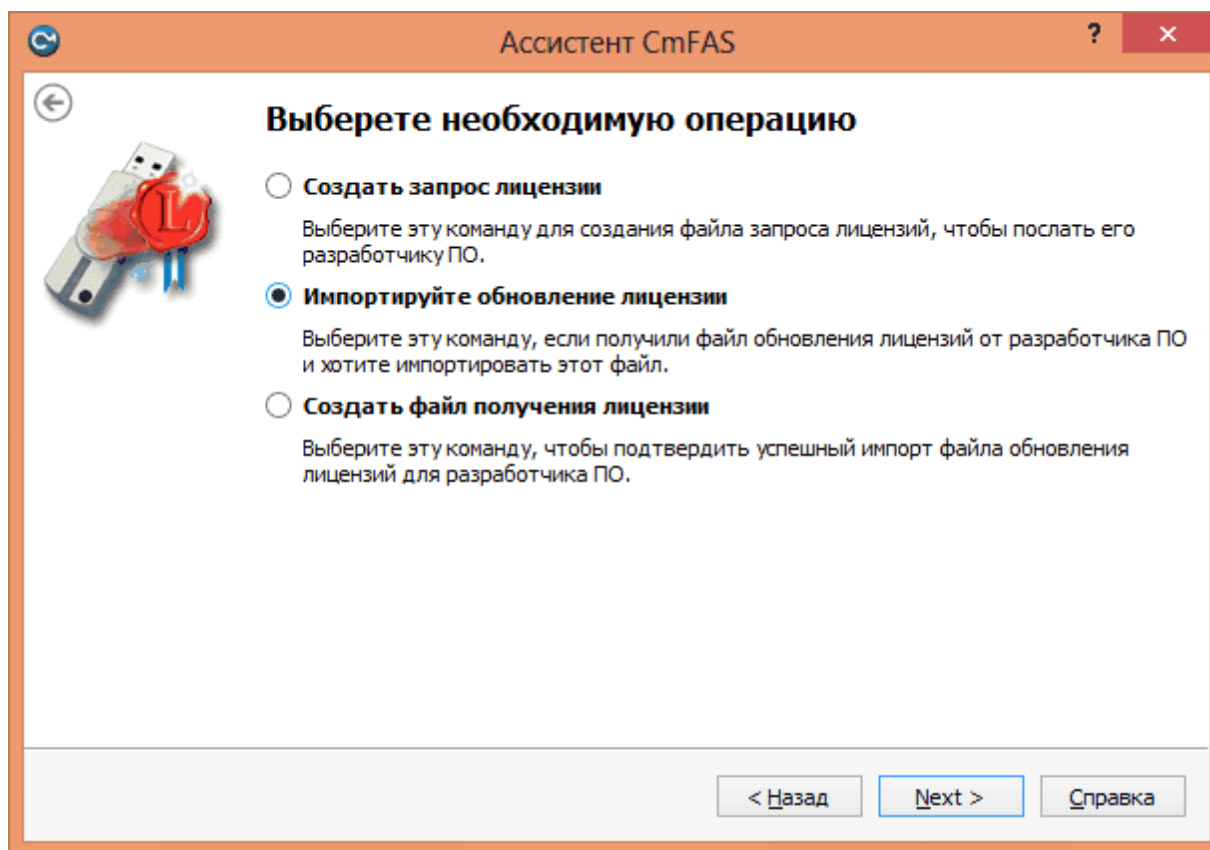 Ассистент CmFAS
?
Выберете необходимую операцию
Создать запрос лицензии
Выберите эту команду для создания файла запроса лицензий, чтобы послать его
разработчику ПО.
Импортируйте обновление лицензии
Выберите эту команду, если получили файл обновления лицензий от разработчика ПО
и хотите импортировать этот файл.
Создать файл получения лицензии
Выберите эту команду, чтобы подтвердить успешный импорт файла обновления
лицензий для разработчика ПО.
L
< Назад
Next >
Справка